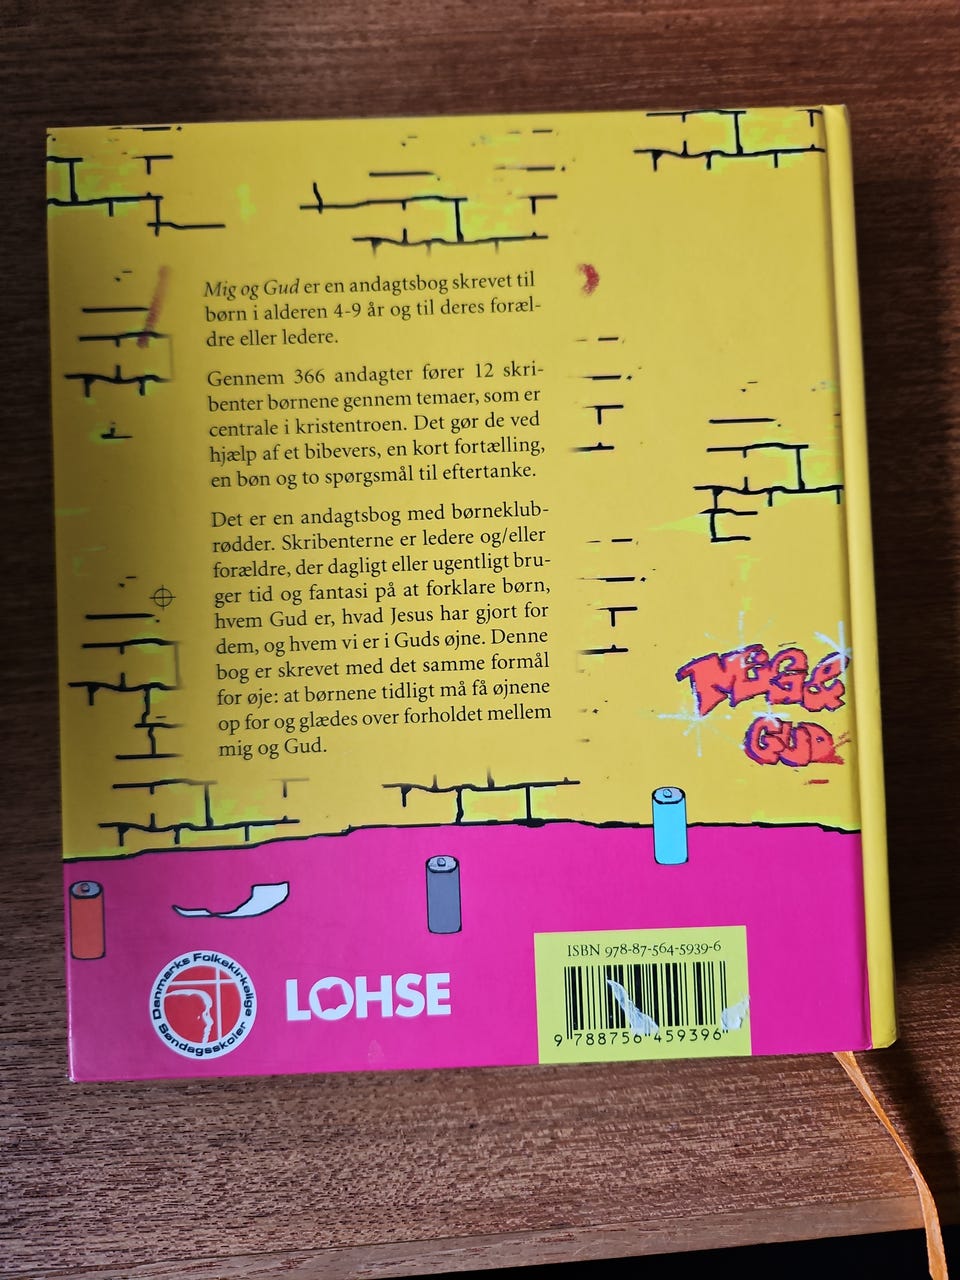 Mig og Gud er en andagtsbog skrevet til
børn i alderen 4-9 år og til deres foræl-
dre eller ledere.
Gennem 366 andagter fører 12 skri-
benter børnene gennem temaer, som er
centrale i kristentroen. Det gør de ved
hjælp af et bibevers, en kort fortælling,
en bøn og to spørgsmål til eftertanke.
Det er en andagtsbog med børneklub-
rødder. Skribenterne er ledere og/eller
forældre, der dagligt eller ugentligt bru-
ger tid og fantasi på at forklare børn,
hvem Gud er, hvad Jesus har gjort for
dem, og hvem vi er i Guds øjne. Denne
bog er skrevet med det samme formål
for øje: at børnene tidligt må få øjnene
op for og glædes over forholdet mellem
mig og Gud.
MIG &
GUD
Danmarks Folkekirkelige
Søndagsskoler
LOHSE
ISBN 978-87-564-5939-6
9 788756 459396